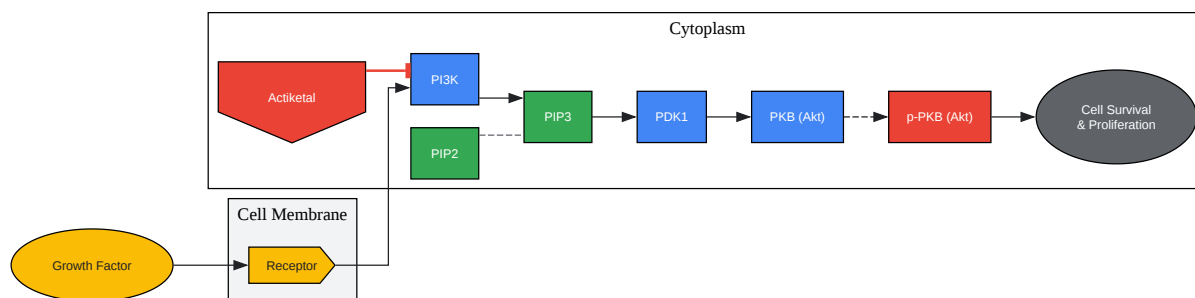 Cytoplasm
Actiketal
PI3K
PIP2
PIP3
PDK1
PKB (Akt)
p-PKB (Akt)
Cell Survival
& Proliferation
Cell Membrane
Growth Factor
Receptor